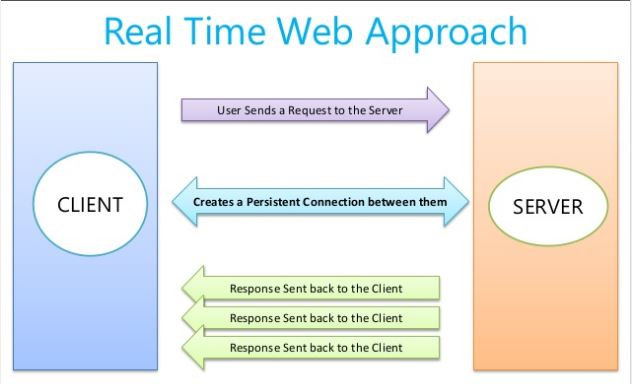 Real Time Web Approach
User Sends a Request to the Server
CLIENT
Creates a Persistent Connection between them
SERVER
Response Sent back to the Client
Response Sent back to the Client
Response Sent back to the Client